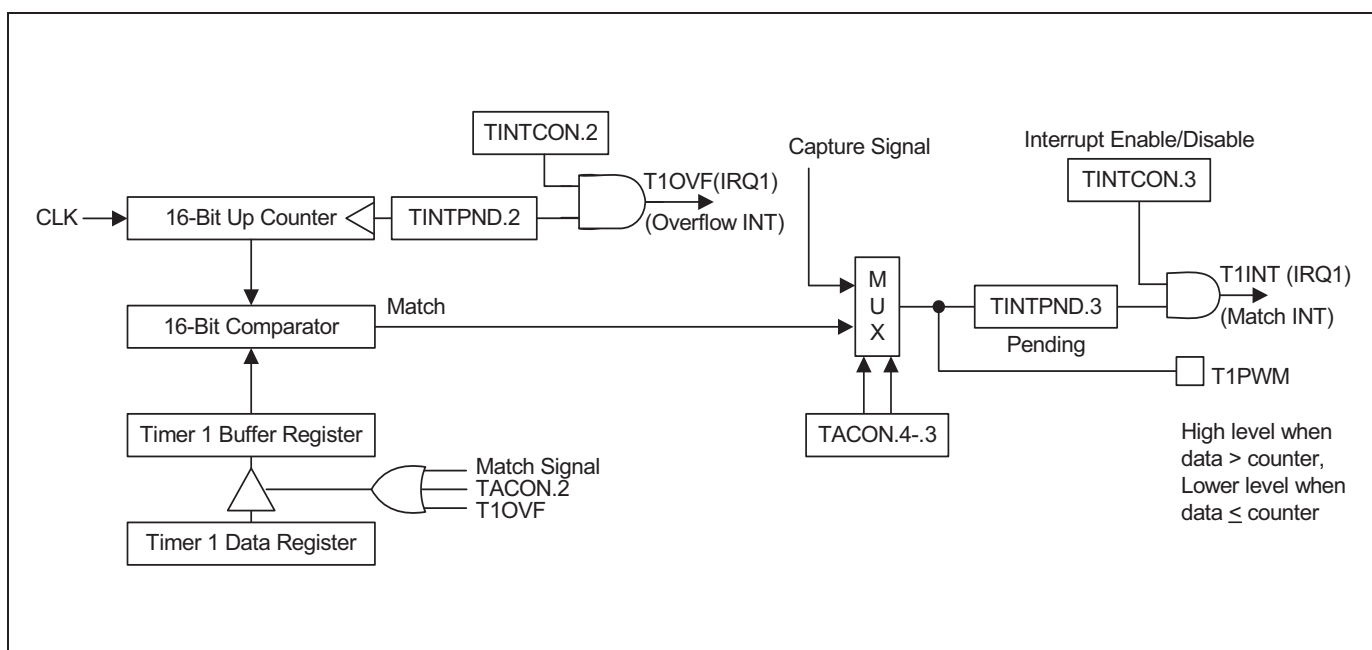 TINTCON.2
Capture Signal
Interrupt Enable/Disable
TINTCON.3
T1OVF(IRQ1)
(Overflow INT)
CLK
16-Bit Up Counter
TINTPND.2
M
U
X
T1INT (IRQ1)
(Match INT)
16-Bit Comparator
Match
TINTPND.3
Pending
T1PWM
Timer 1 Buffer Register
TACON.4-.3
High level when
data > counter,
Lower level when
data ≤ counter
Match Signal
TACON.2
T1OVF
Timer 1 Data Register